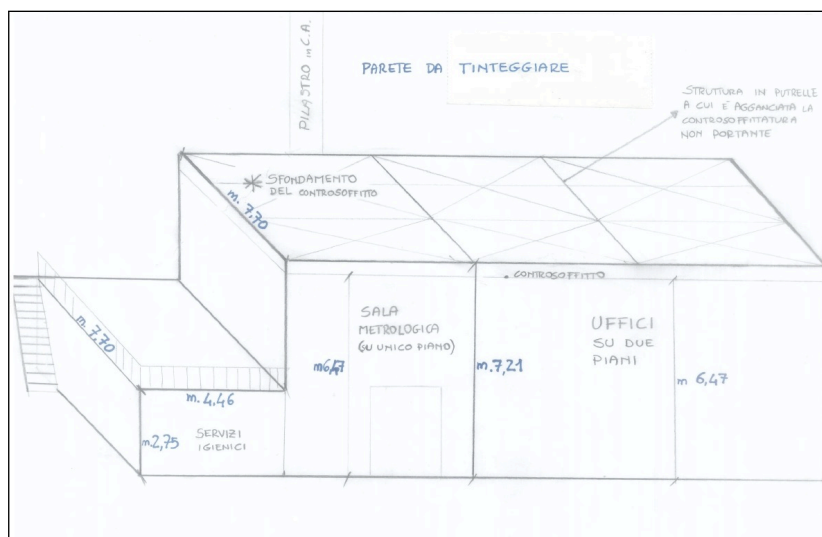 PILASTRO in C.A.
PARETE DA TINTEGGIARE
STRUTTURA IN PUTRELLE
A CUI È AGGANCIATA LA
CONTROSOFFITTATURA
NON PORTANTE
SFONDAMENTO
DEL CONTROSOFFITTO
m. 7,70
CONTROSOFFITTO
SALA
METROLOGICA
(SU UNICO PIANO)
UFFICI
SU DUE
PIANI
m. 7,70
m 6,47
m. 7,21
m 6,47
m. 4,46
m. 2,75
SERVIZI
IGIENICI